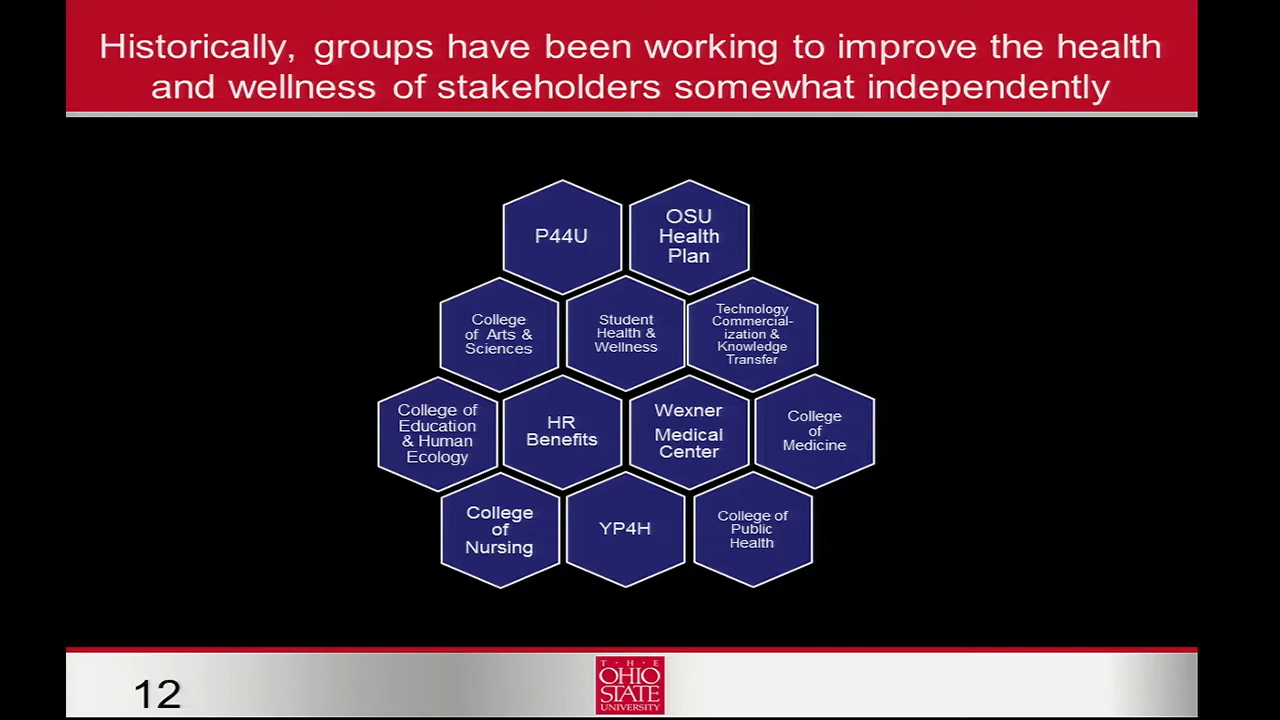 Historically, groups have been working to improve the health
and wellness of stakeholders somewhat independently
P44U
OSU
Health
Plan
College
of Arts &
Sciences
Student
Health &
Wellness
Technology
Commercial-
ization &
Knowledge
Transfer
College of
Education
& Human
Ecology
HR
Benefits
Wexner
Medical
Center
College
of
Medicine
College
of
Nursing
YP4H
College of
Public
Health
12
T · H · E
OHIO
STATE
UNIVERSITY